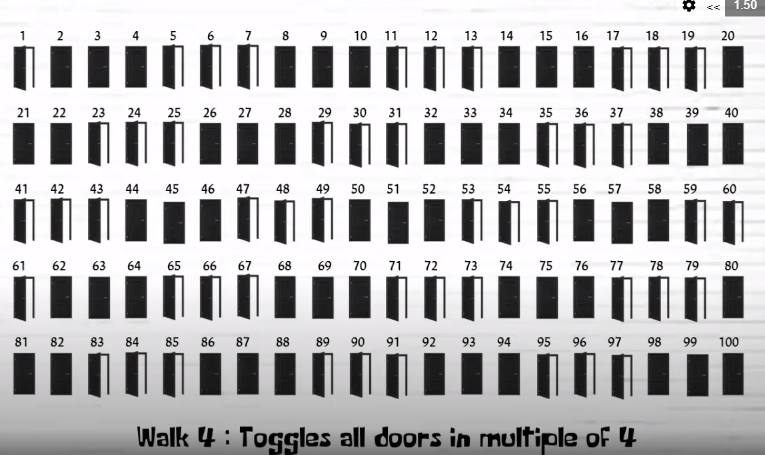 << 1.50
1 2 3 4 5 6 7 8 9 10 11 12 13 14 15 16 17 18 19 20
21 22 23 24 25 26 27 28 29 30 31 32 33 34 35 36 37 38 39 40
41 42 43 44 45 46 47 48 49 50 51 52 53 54 55 56 57 58 59 60
61 62 63 64 65 66 67 68 69 70 71 72 73 74 75 76 77 78 79 80
81 82 83 84 85 86 87 88 89 90 91 92 93 94 95 96 97 98 99 100
Walk 4 : Toggles all doors in multiple of 4